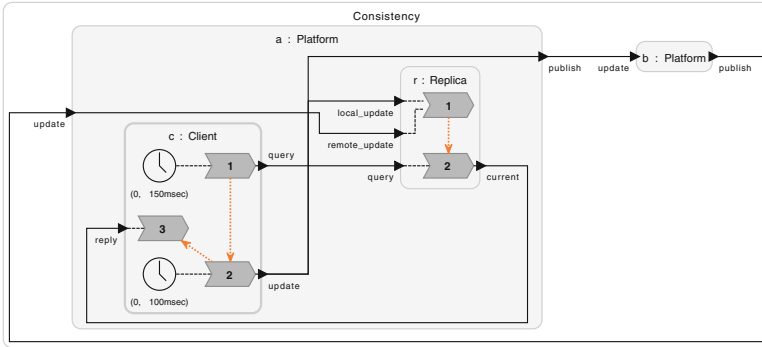 Consistency
a : Platform
publish
update
b : Platform
publish
r : Replica
1
local_update
update
remote_update
c : Client
1
query
2
query
current
(0, 150msec)
3
reply
2
update
(0, 100msec)